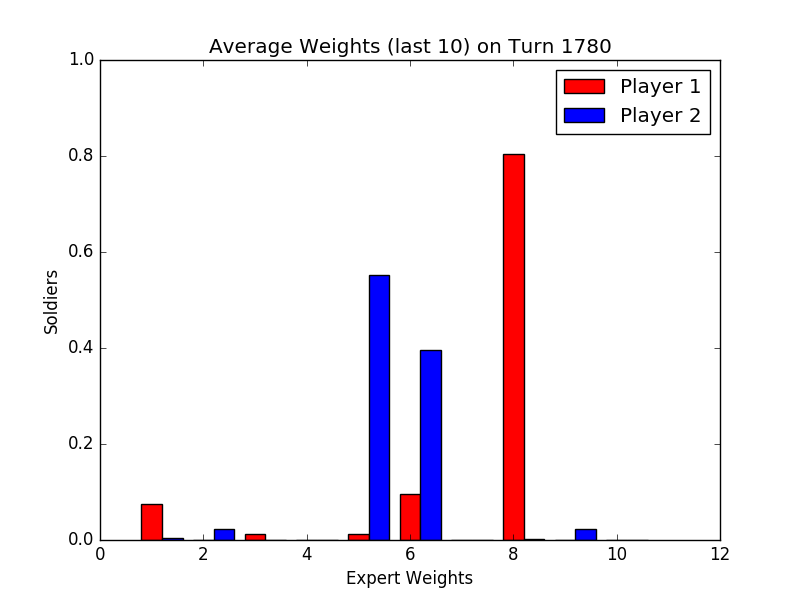 Average Weights (last 10) on Turn 1780
1.0
0.8
0.6
0.4
0.2
0.0
Soldiers
Player 1
Player 2
0 2 4 6 8 10 12
Expert Weights